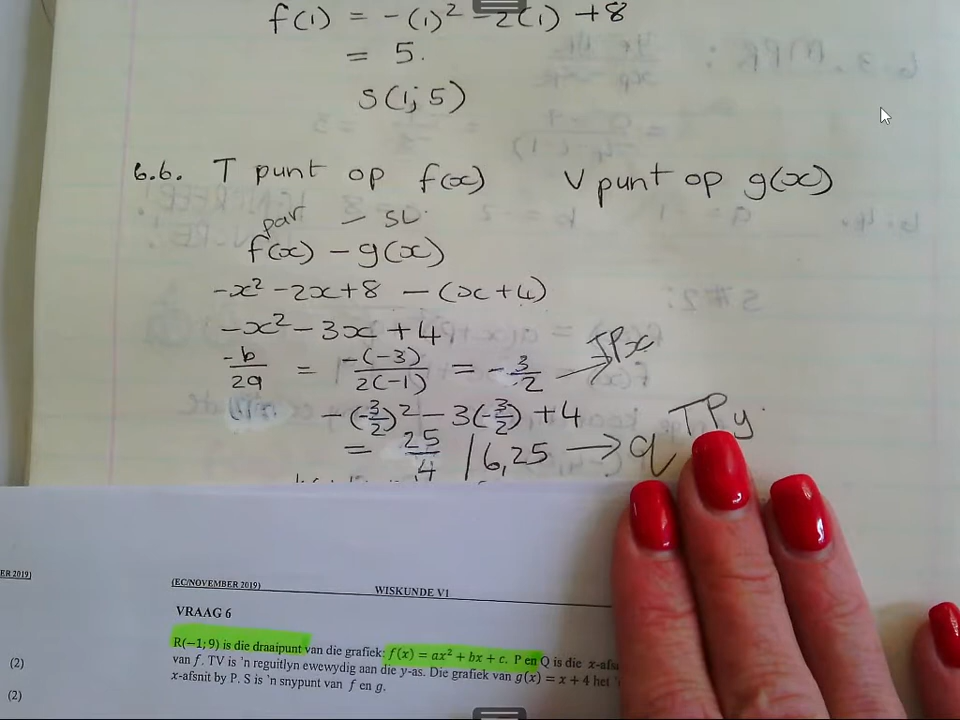 f(1) = -(1)² -2(1) +8
= 5.
S(1; 5)
6.6. T punt op f(x) V punt op g(x)
par - SL.
f(x) - g(x)
-x² -2x+8 - (x+4)
-x² - 3x + 4
-b/2a = -(-3)/2(-1) = -3/2 → TPx
-(-3/2)² - 3(-3/2) + 4
= 25/4 / 6,25 → q TPy.
ER 2019)
(EC/NOVEMBER 2019) WISKUNDE V1
VRAAG 6
R(−1; 9) is die draaipunt van die grafiek: f(x) = ax² + bx + c. P en Q is die
(2)
van f. TV is 'n reguitlyn ewewydig aan die y-as. Die grafiek van g(x) = x + 4 het
x-afsnit by P. S is 'n snypunt van f en g.
(2)